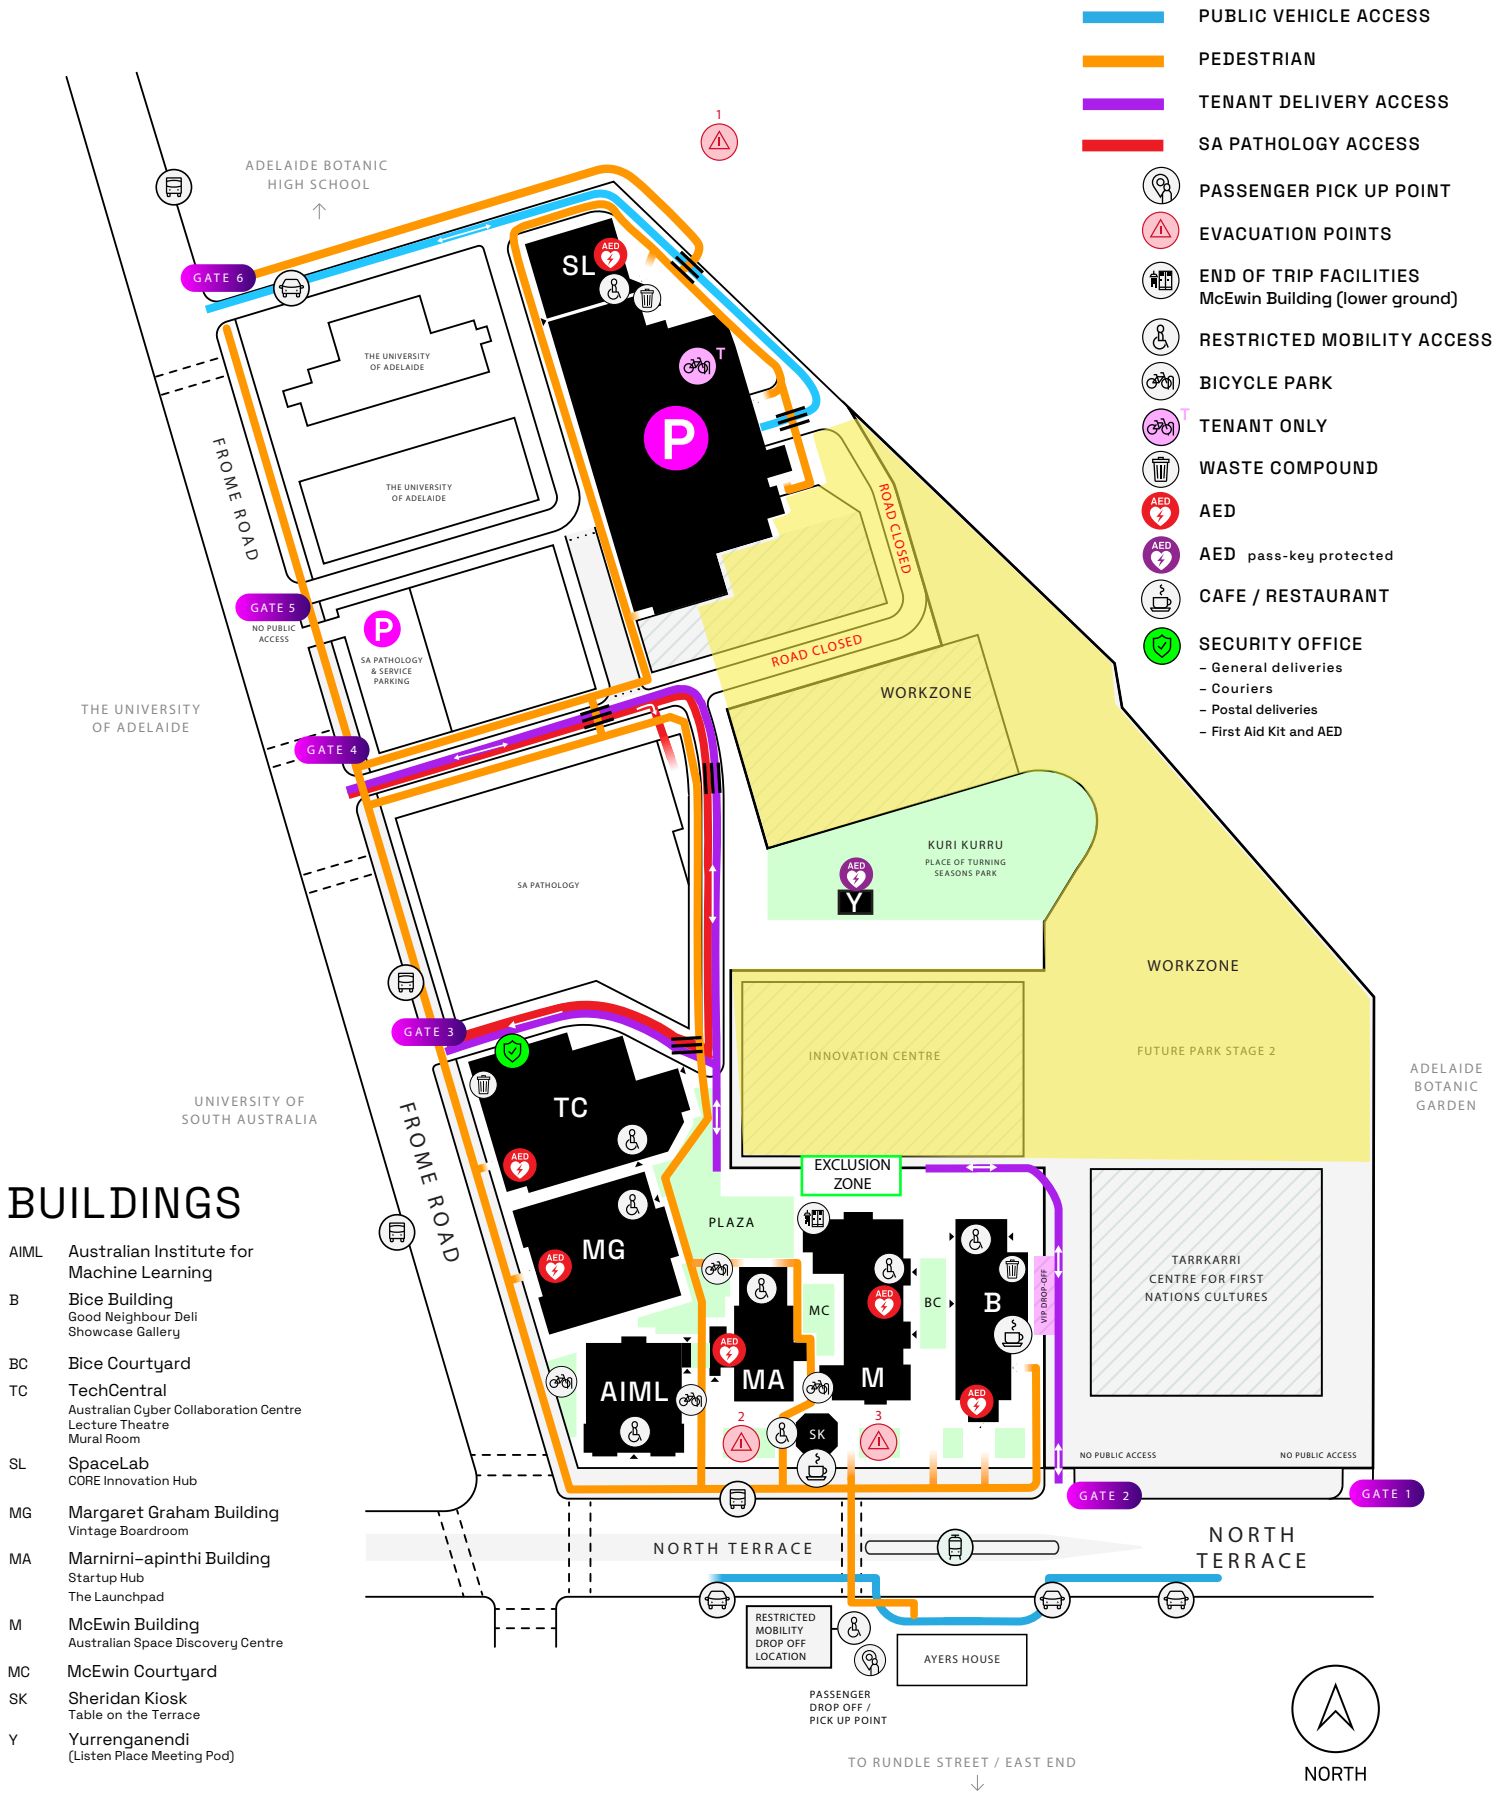 PUBLIC VEHICLE ACCESS
PEDESTRIAN
TENANT DELIVERY ACCESS
SA PATHOLOGY ACCESS
PASSENGER PICK UP POINT
EVACUATION POINTS
END OF TRIP FACILITIES
McEwin Building (lower ground)
RESTRICTED MOBILITY ACCESS
BICYCLE PARK
T
TENANT ONLY
WASTE COMPOUND
AED
AED
AED
AED pass-key protected
CAFE / RESTAURANT
SECURITY OFFICE
– General deliveries
– Couriers
– Postal deliveries
– First Aid Kit and AED
1
ADELAIDE BOTANIC
HIGH SCHOOL
GATE 6
SL
AED
THE UNIVERSITY
OF ADELAIDE
T
P
THE UNIVERSITY
OF ADELAIDE
FROME ROAD
ROAD CLOSED
GATE 5
NO PUBLIC
ACCESS
P
SA PATHOLOGY
& SERVICE
PARKING
ROAD CLOSED
WORKZONE
THE UNIVERSITY
OF ADELAIDE
GATE 4
KURI KURRU
PLACE OF TURNING
SEASONS PARK
AED
Y
SA PATHOLOGY
WORKZONE
GATE 3
INNOVATION CENTRE
FUTURE PARK STAGE 2
ADELAIDE
BOTANIC
GARDEN
UNIVERSITY OF
SOUTH AUSTRALIA
FROME ROAD
TC
AED
EXCLUSION
ZONE
PLAZA
MG
AED
TARRKARRI
CENTRE FOR FIRST
NATIONS CULTURES
VIP DROP-OFF
MC
AED
BC
B
AED
MA
M
AIML
AED
2
3
SK
NO PUBLIC ACCESS
NO PUBLIC ACCESS
GATE 2
GATE 1
NORTH TERRACE
NORTH
TERRACE
RESTRICTED
MOBILITY
DROP OFF
LOCATION
AYERS HOUSE
PASSENGER
DROP OFF /
PICK UP POINT
TO RUNDLE STREET / EAST END
NORTH
BUILDINGS
AIML Australian Institute for
Machine Learning
B Bice Building
Good Neighbour Deli
Showcase Gallery
BC Bice Courtyard
TC TechCentral
Australian Cyber Collaboration Centre
Lecture Theatre
Mural Room
SL SpaceLab
CORE Innovation Hub
MG Margaret Graham Building
Vintage Boardroom
MA Marnirni–apinthi Building
Startup Hub
The Launchpad
M McEwin Building
Australian Space Discovery Centre
MC McEwin Courtyard
SK Sheridan Kiosk
Table on the Terrace
Y Yurrenganendi
(Listen Place Meeting Pod)